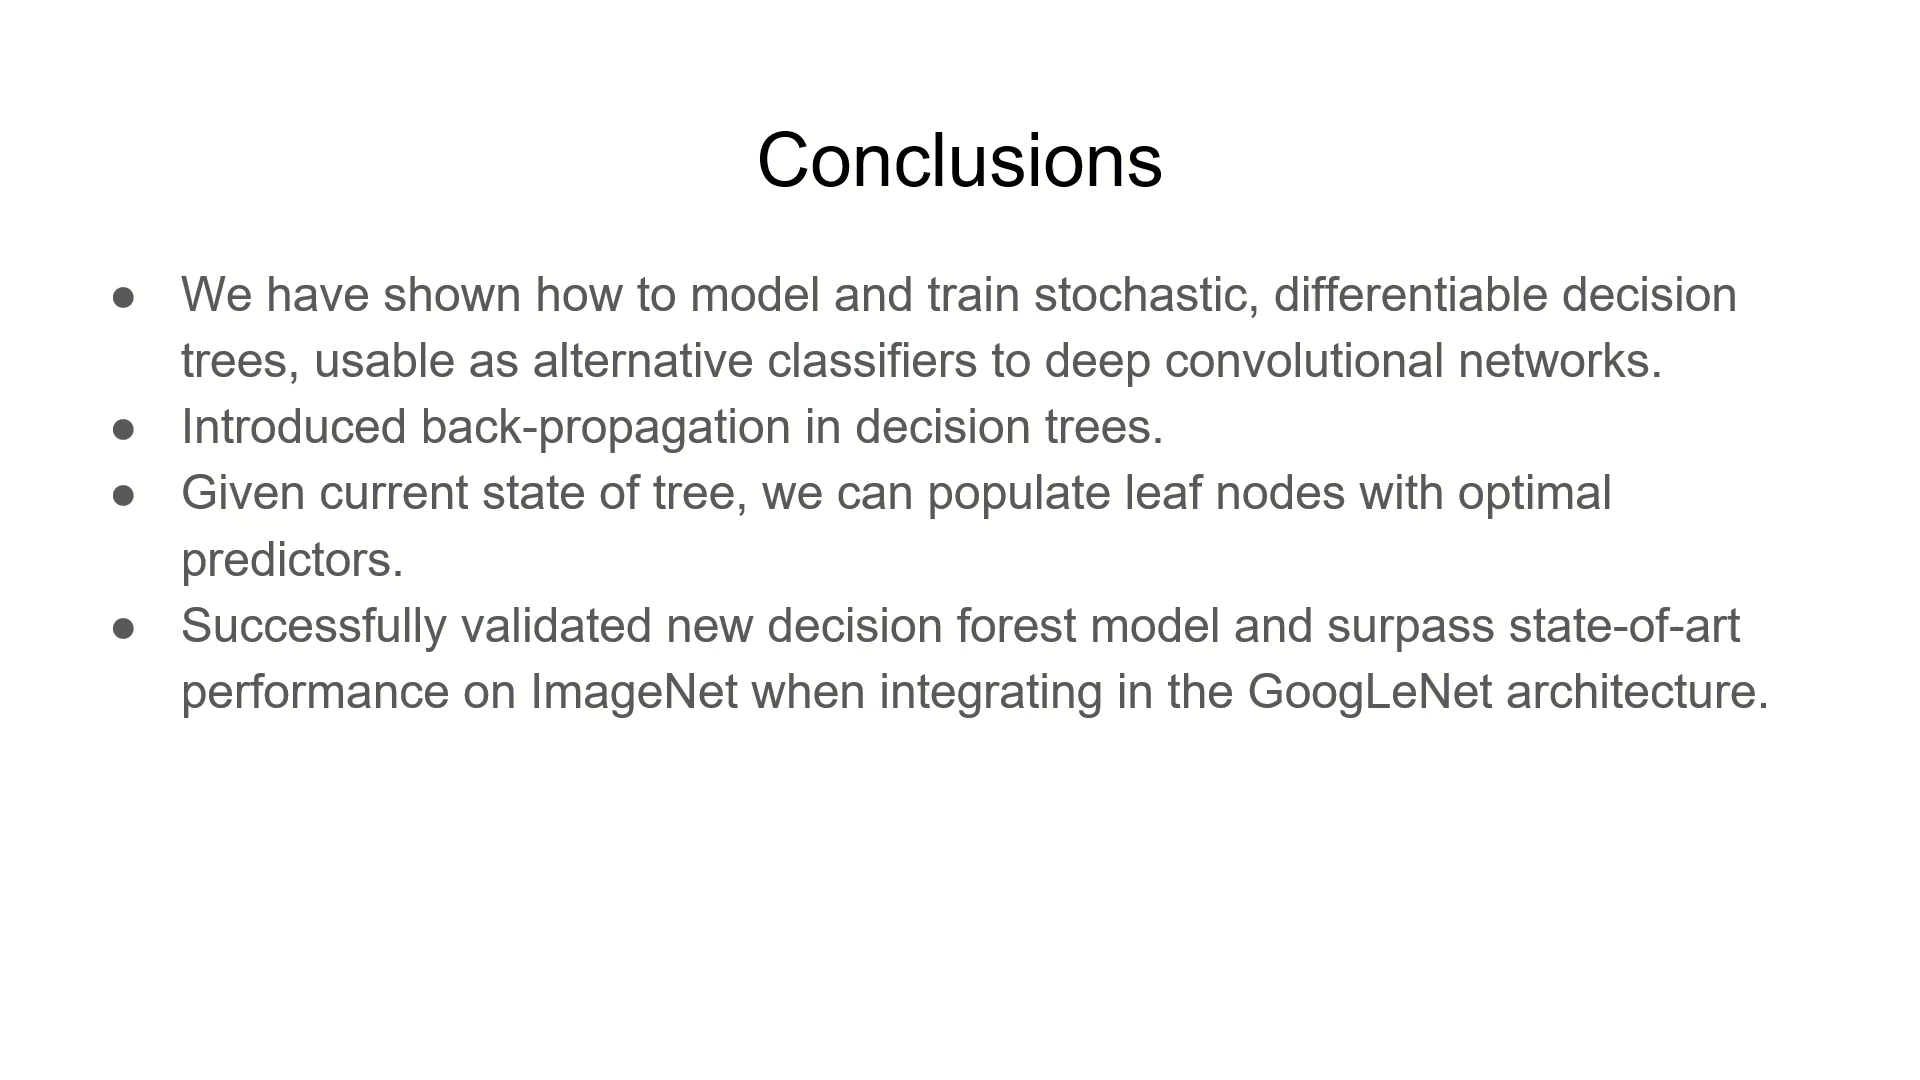 Conclusions
● We have shown how to model and train stochastic, differentiable decision
trees, usable as alternative classifiers to deep convolutional networks.
● Introduced back-propagation in decision trees.
● Given current state of tree, we can populate leaf nodes with optimal
predictors.
● Successfully validated new decision forest model and surpass state-of-art
performance on ImageNet when integrating in the GoogLeNet architecture.